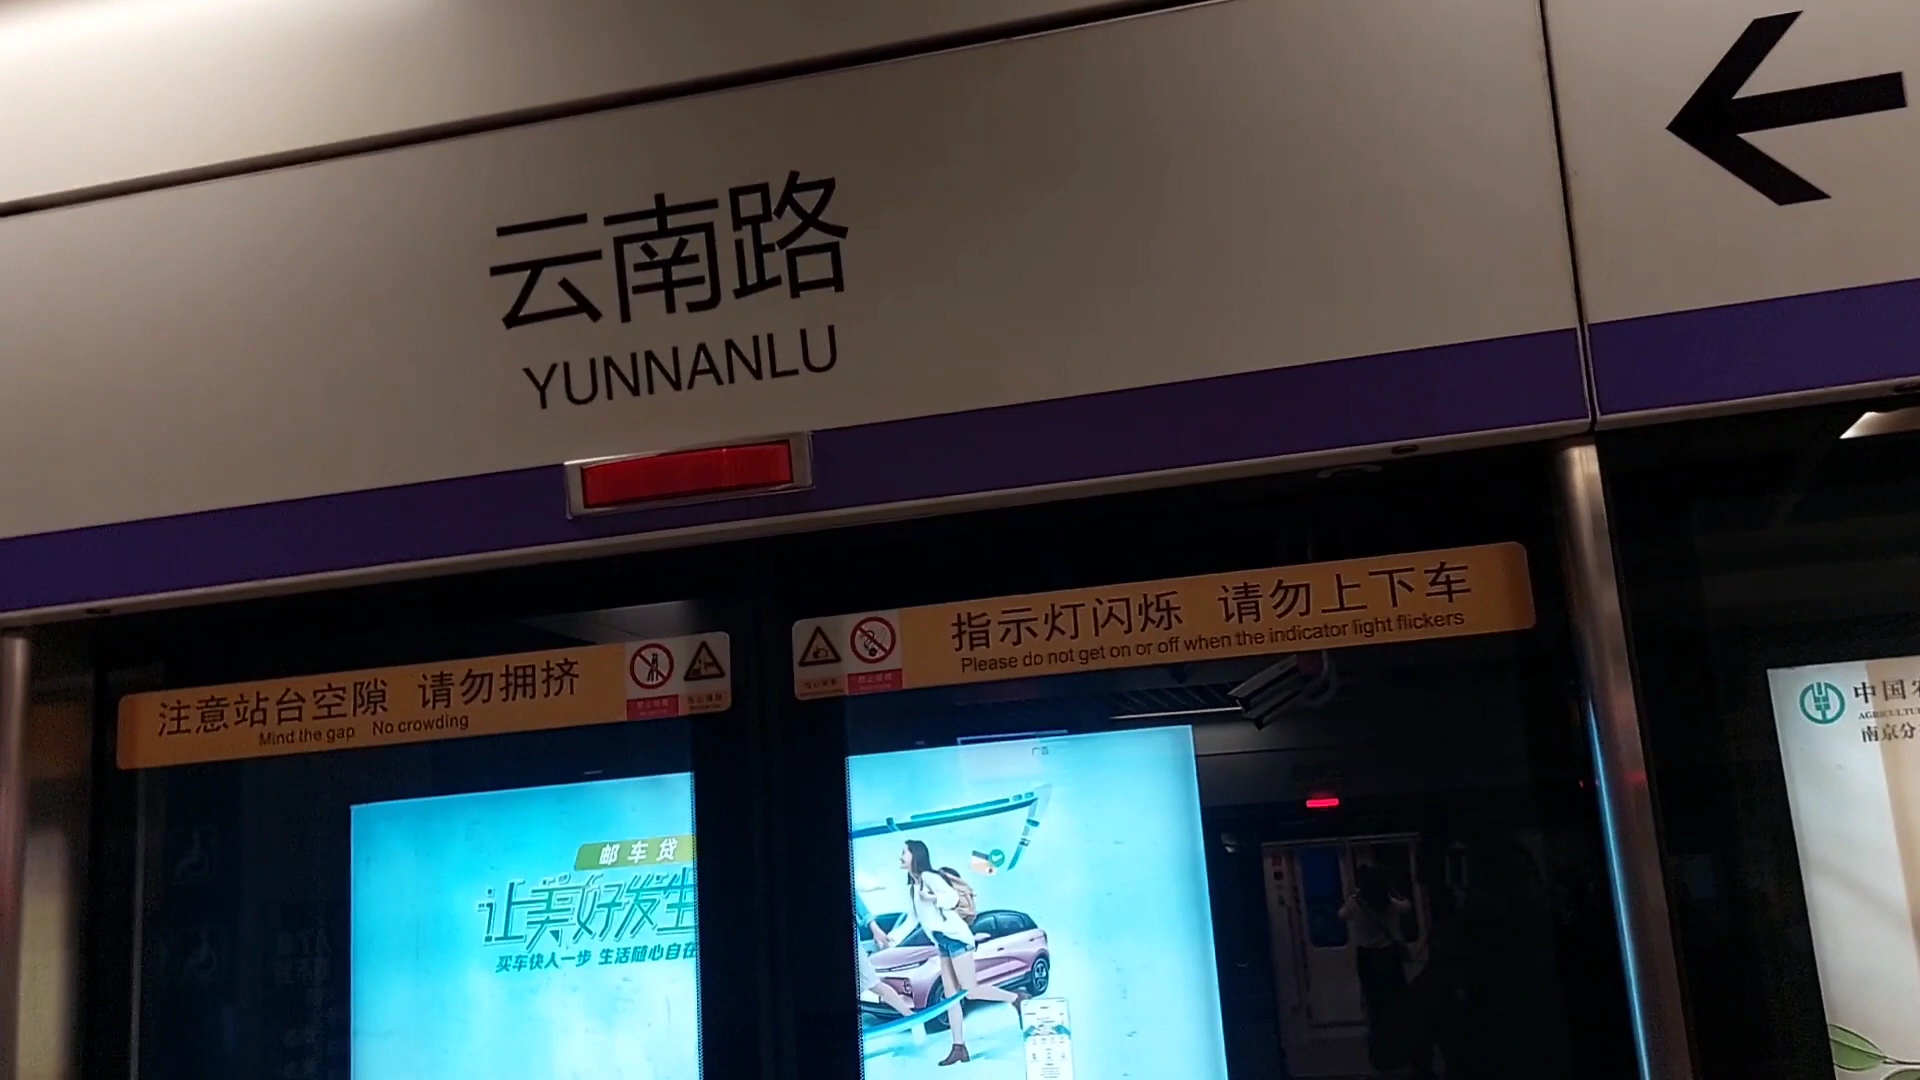 云南路
YUNNANLU
注意站台空隙 请勿拥挤
Mind the gap No crowding
指示灯闪烁 请勿上下车
Please do not get on or off when the indicator light flickers
广告
邮车贷
让美好发生
买车快人一步 生活随心自在
中国
AGRICULTU
南京分